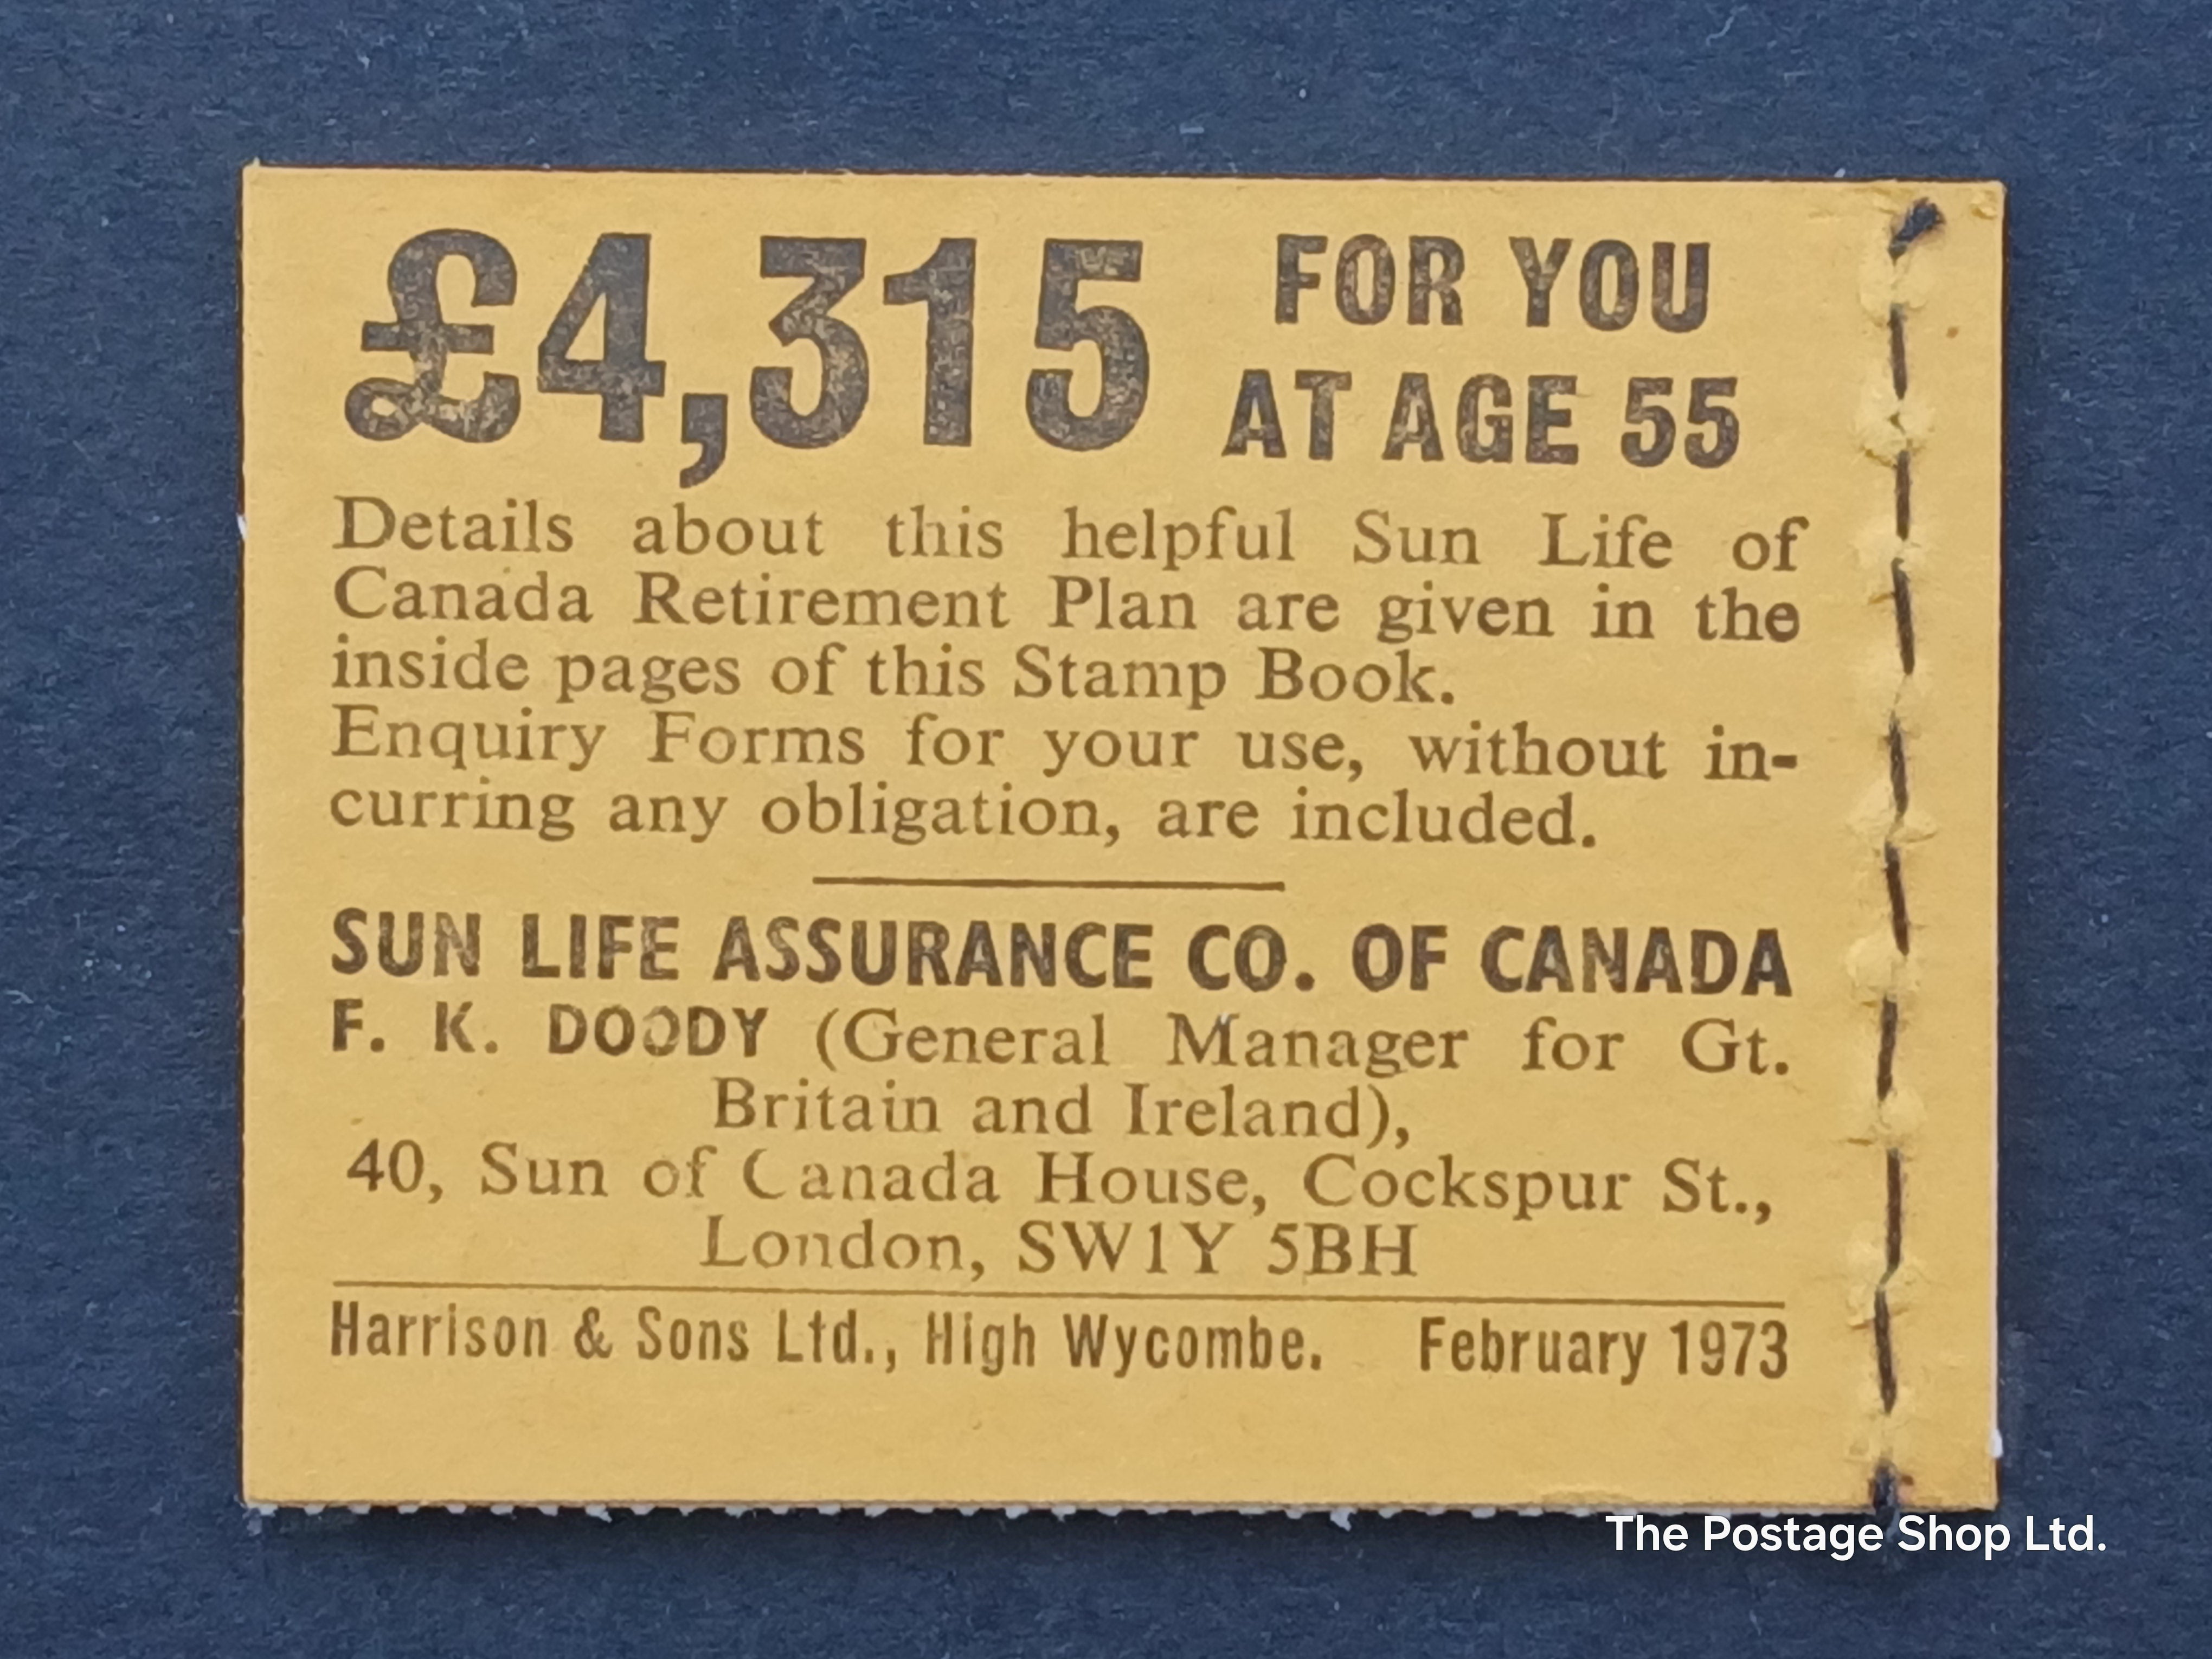 £4,315 FOR YOU
AT AGE 55
Details about this helpful Sun Life of
Canada Retirement Plan are given in the
inside pages of this Stamp Book.
Enquiry Forms for your use, without in-
curring any obligation, are included.
SUN LIFE ASSURANCE CO. OF CANADA
F. K. DOODY (General Manager for Gt.
Britain and Ireland),
40, Sun of Canada House, Cockspur St.,
London, SW1Y 5BH
Harrison & Sons Ltd., High Wycombe. February 1973
The Postage Shop Ltd.